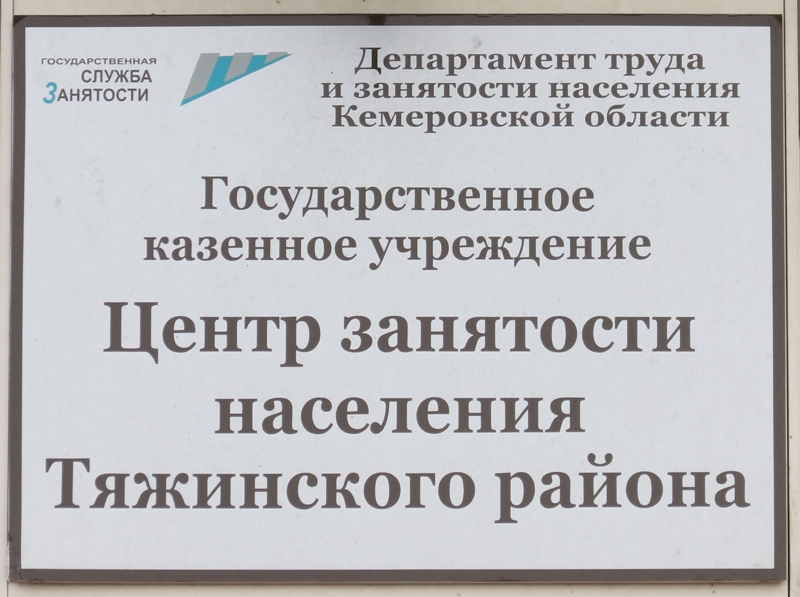 ГОСУДАРСТВЕННАЯ
СЛУЖБА
ЗАНЯТОСТИ
Департамент труда
и занятости населения
Кемеровской области
Государственное
казенное учреждение
Центр занятости
населения
Тяжинского района